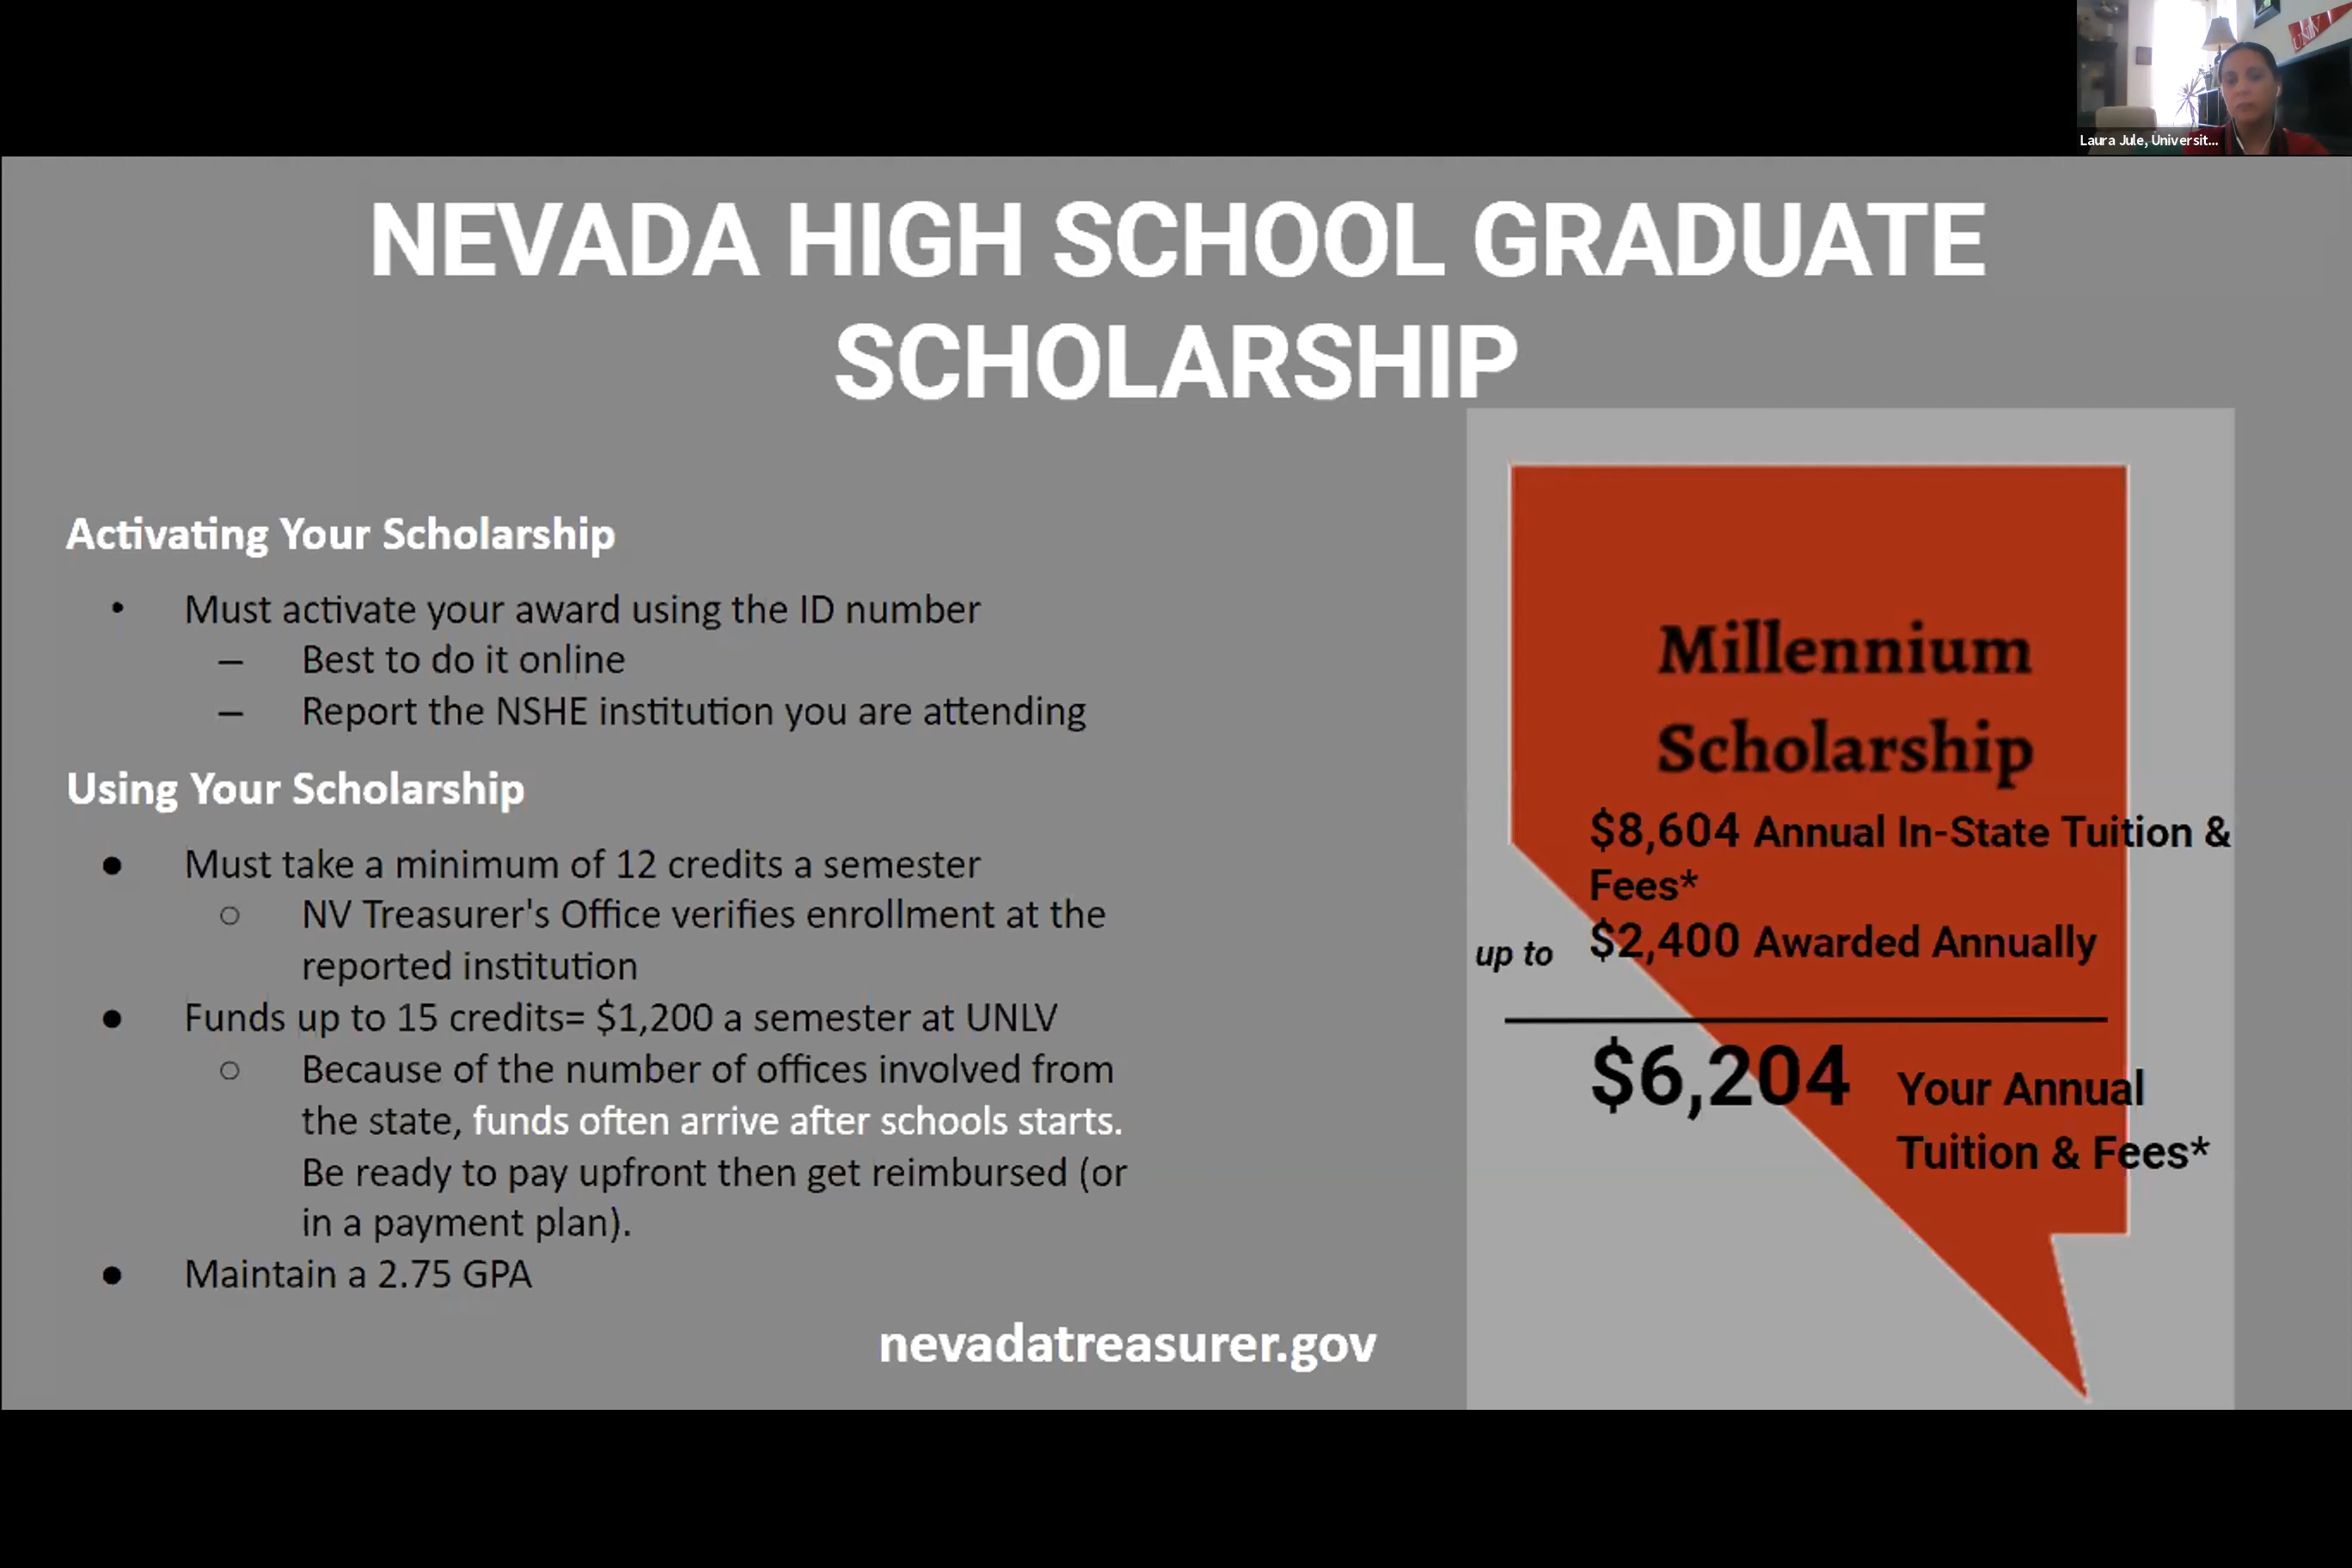 UNLV
Laura Jule, Universit...
NEVADA HIGH SCHOOL GRADUATE
SCHOLARSHIP
Activating Your Scholarship
• Must activate your award using the ID number
– Best to do it online
– Report the NSHE institution you are attending
Using Your Scholarship
● Must take a minimum of 12 credits a semester
○ NV Treasurer's Office verifies enrollment at the
reported institution
● Funds up to 15 credits= $1,200 a semester at UNLV
○ Because of the number of offices involved from
the state, funds often arrive after schools starts.
Be ready to pay upfront then get reimbursed (or
in a payment plan).
● Maintain a 2.75 GPA
nevadatreasurer.gov
Millennium
Scholarship
$8,604 Annual In-State Tuition &
Fees*
up to $2,400 Awarded Annually
$6,204 Your Annual
Tuition & Fees*